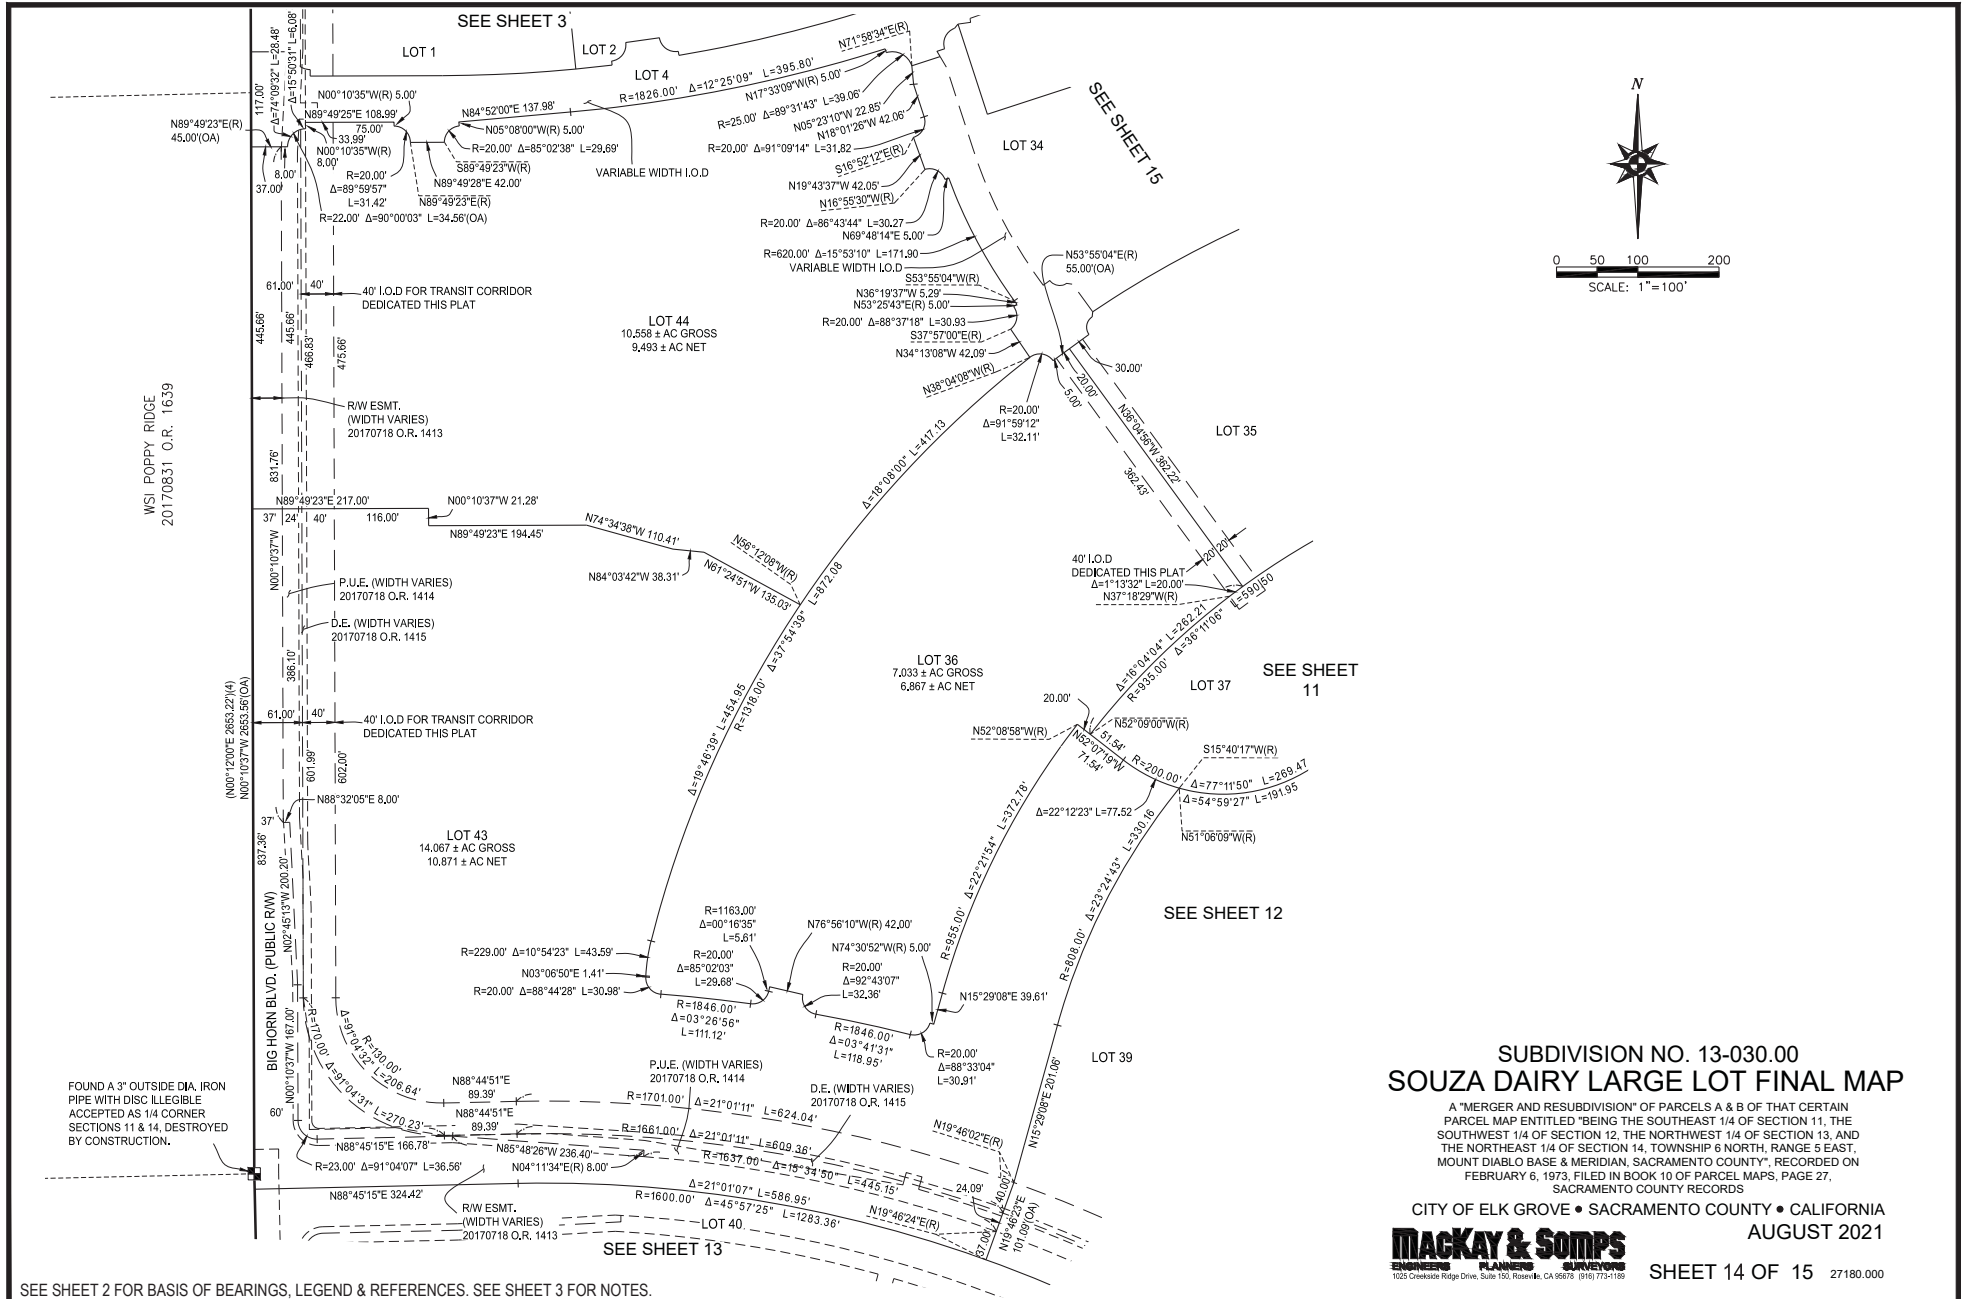 SEE SHEET 3
LOT 1
LOT 2
LOT 4
117.00'
Δ=74°09'32" L=28.48'
Δ=15°50'31" L=6.08'
N00°10'35"W(R) 5.00'
N89°49'25"E 108.99'
75.00'
33.99'
N89°49'23"E(R)
45.00'(OA)
N00°10'35"W(R)
8.00'
8.00'
37.00'
R=20.00'
Δ=89°59'57"
L=31.42'
R=22.00' Δ=90°00'03" L=34.56'(OA)
N84°52'00"E 137.98'
N05°08'00"W(R) 5.00'
R=20.00' Δ=85°02'38" L=29.69'
S89°49'23"W(R)
N89°49'28"E 42.00'
N89°49'23"E(R)
VARIABLE WIDTH I.O.D
R=1826.00' Δ=12°25'09" L=395.80'
N71°58'34"E(R)
N17°33'09"W(R) 5.00'
R=25.00' Δ=89°31'43" L=39.06'
N05°23'10"W 22.85'
N18°01'26"W 42.06'
R=20.00' Δ=91°09'14" L=31.82
S16°52'12"E(R)
N19°43'37"W 42.05'
N16°55'30"W(R)
R=20.00' Δ=86°43'44" L=30.27
N69°48'14"E 5.00'
R=620.00' Δ=15°53'10" L=171.90
VARIABLE WIDTH I.O.D
S53°55'04"W(R)
N36°19'37"W 5.29'
N53°25'43"E(R) 5.00'
R=20.00' Δ=88°37'18" L=30.93
S37°57'00"E(R)
N34°13'08"W 42.09'
N38°04'08"W(R)
LOT 34
SEE SHEET 15
N53°55'04"E(R)
55.00'(OA)
30.00'
20.00'
5.00'
R=20.00'
Δ=91°59'12"
L=32.11'
N36°04'56"W 362.22'
362.43'
LOT 35
N
0 50 100 200
SCALE: 1"=100'
61.00' 40'
40' I.O.D FOR TRANSIT CORRIDOR
DEDICATED THIS PLAT
445.66'
445.66'
466.83'
475.66'
LOT 44
10.558 ± AC GROSS
9.493 ± AC NET
WSI POPPY RIDGE
20170831 O.R. 1639
R/W ESMT.
(WIDTH VARIES)
20170718 O.R. 1413
831.76'
N89°49'23"E 217.00'
37' 24' 40' 116.00'
N00°10'37"W 21.28'
N89°49'23"E 194.45'
N74°34'38"W 110.41'
N84°03'42"W 38.31'
N61°24'51"W 135.03'
N56°12'08"W(R)
Δ=18°08'00" L=417.13
Δ=37°54'39" L=872.08
R=1318.00'
Δ=19°46'39" L=454.95
N00°10'37"W
P.U.E. (WIDTH VARIES)
20170718 O.R. 1414
D.E. (WIDTH VARIES)
20170718 O.R. 1415
386.10'
40' I.O.D
DEDICATED THIS PLAT
20' 20'
Δ=1°13'32" L=20.00'
N37°18'29"W(R)
L=590.50
Δ=16°04'04" L=262.21
R=935.00' Δ=36°11'06"
LOT 36
7.033 ± AC GROSS
6.867 ± AC NET
LOT 37
SEE SHEET
11
(N00°12'00"E 2653.22')(4)
N00°10'37"W 2653.56'(OA)
61.00' 40'
40' I.O.D FOR TRANSIT CORRIDOR
DEDICATED THIS PLAT
601.99'
602.00'
N88°32'05"E 8.00'
37'
837.36'
20.00'
N52°08'58"W(R)
N52°09'00"W(R)
51.54'
N52°07'19"W
71.54'
S15°40'17"W(R)
R=200.00' Δ=77°11'50" L=269.47
Δ=54°59'27" L=191.95
Δ=22°12'23" L=77.52
N51°06'09"W(R)
LOT 43
14.067 ± AC GROSS
10.871 ± AC NET
R=955.00' Δ=22°21'54" L=372.78'
R=808.00' Δ=23°24'43" L=330.16
SEE SHEET 12
BIG HORN BLVD. (PUBLIC R/W)
N02°45'13"W 200.20'
N00°10'37"W 167.00'
60'
R=229.00' Δ=10°54'23" L=43.59'
N03°06'50"E 1.41'
R=20.00' Δ=88°44'28" L=30.98'
R=1163.00'
Δ=00°16'35"
L=5.61'
R=20.00'
Δ=85°02'03"
L=29.68'
N76°56'10"W(R) 42.00'
N74°30'52"W(R) 5.00'
R=20.00'
Δ=92°43'07"
L=32.36'
N15°29'08"E 39.61'
R=1846.00'
Δ=03°26'56"
L=111.12'
R=1846.00'
Δ=03°41'31"
L=118.95'
R=20.00'
Δ=88°33'04"
L=30.91'
LOT 39
N15°29'08"E 201.06'
R=130.00'
Δ=91°04'32" L=206.64'
R=170.00' Δ=91°04'31" L=270.23'
N88°44'51"E
89.39'
N88°44'51"E
89.39'
P.U.E. (WIDTH VARIES)
20170718 O.R. 1414
D.E. (WIDTH VARIES)
20170718 O.R. 1415
R=1701.00' Δ=21°01'11" L=624.04'
R=1661.00' Δ=21°01'11" L=609.36'
R=1637.00' Δ=15°34'50" L=445.15'
N88°45'15"E 166.78'
R=23.00' Δ=91°04'07" L=36.56'
N85°48'26"W 236.40'
N04°11'34"E(R) 8.00'
N88°45'15"E 324.42'
Δ=21°01'07" L=586.95'
R=1600.00' Δ=45°57'25" L=1283.36'
R/W ESMT.
(WIDTH VARIES)
20170718 O.R. 1413
LOT 40
SEE SHEET 13
N19°46'02"E(R)
24.09'
40.00'
N19°46'24"E(R)
37.00'
N19°46'23"E
101.09'(OA)
FOUND A 3" OUTSIDE DIA. IRON
PIPE WITH DISC ILLEGIBLE
ACCEPTED AS 1/4 CORNER
SECTIONS 11 & 14, DESTROYED
BY CONSTRUCTION.
SUBDIVISION NO. 13-030.00
SOUZA DAIRY LARGE LOT FINAL MAP
A "MERGER AND RESUBDIVISION" OF PARCELS A & B OF THAT CERTAIN
PARCEL MAP ENTITLED "BEING THE SOUTHEAST 1/4 OF SECTION 11, THE
SOUTHWEST 1/4 OF SECTION 12, THE NORTHWEST 1/4 OF SECTION 13, AND
THE NORTHEAST 1/4 OF SECTION 14, TOWNSHIP 6 NORTH, RANGE 5 EAST,
MOUNT DIABLO BASE & MERIDIAN, SACRAMENTO COUNTY", RECORDED ON
FEBRUARY 6, 1973, FILED IN BOOK 10 OF PARCEL MAPS, PAGE 27,
SACRAMENTO COUNTY RECORDS
CITY OF ELK GROVE • SACRAMENTO COUNTY • CALIFORNIA
AUGUST 2021
MACKAY & SOMPS
ENGINEERS PLANNERS SURVEYORS
1025 Creekside Ridge Drive, Suite 150, Roseville, CA 95678 (916) 773-1189
SHEET 14 OF 15 27180.000
SEE SHEET 2 FOR BASIS OF BEARINGS, LEGEND & REFERENCES. SEE SHEET 3 FOR NOTES.